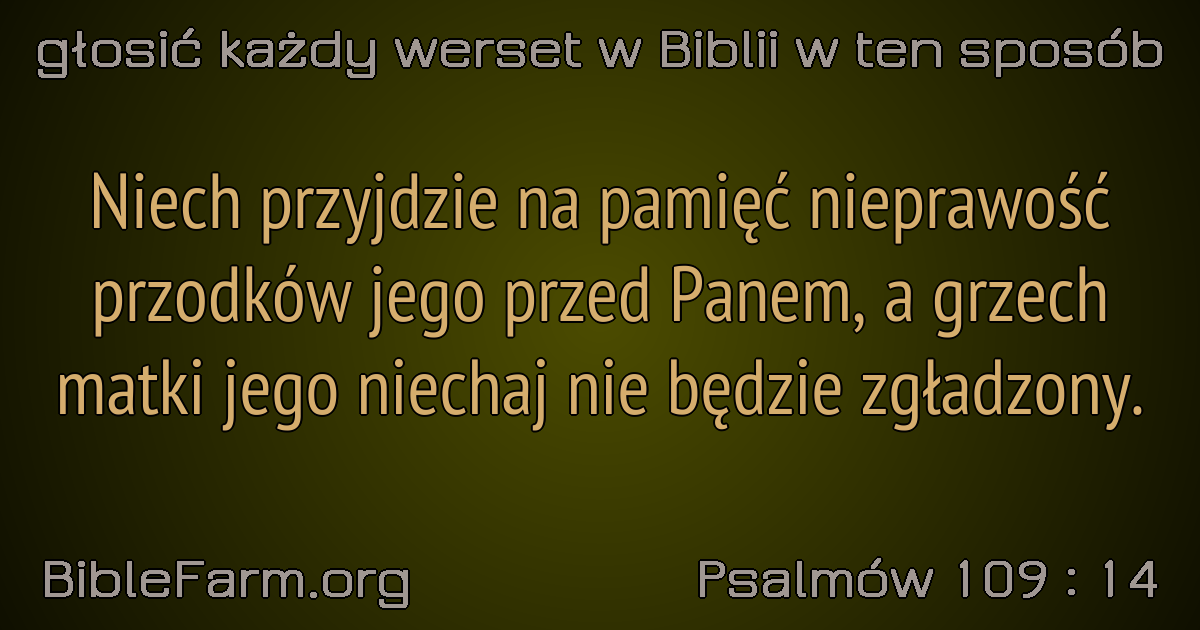 głosić każdy werset w Biblii w ten sposób
Niech przyjdzie na pamięć nieprawość
przodków jego przed Panem, a grzech
matki jego niechaj nie będzie zgładzony.
BibleFarm.org
Psalmów 109 : 14